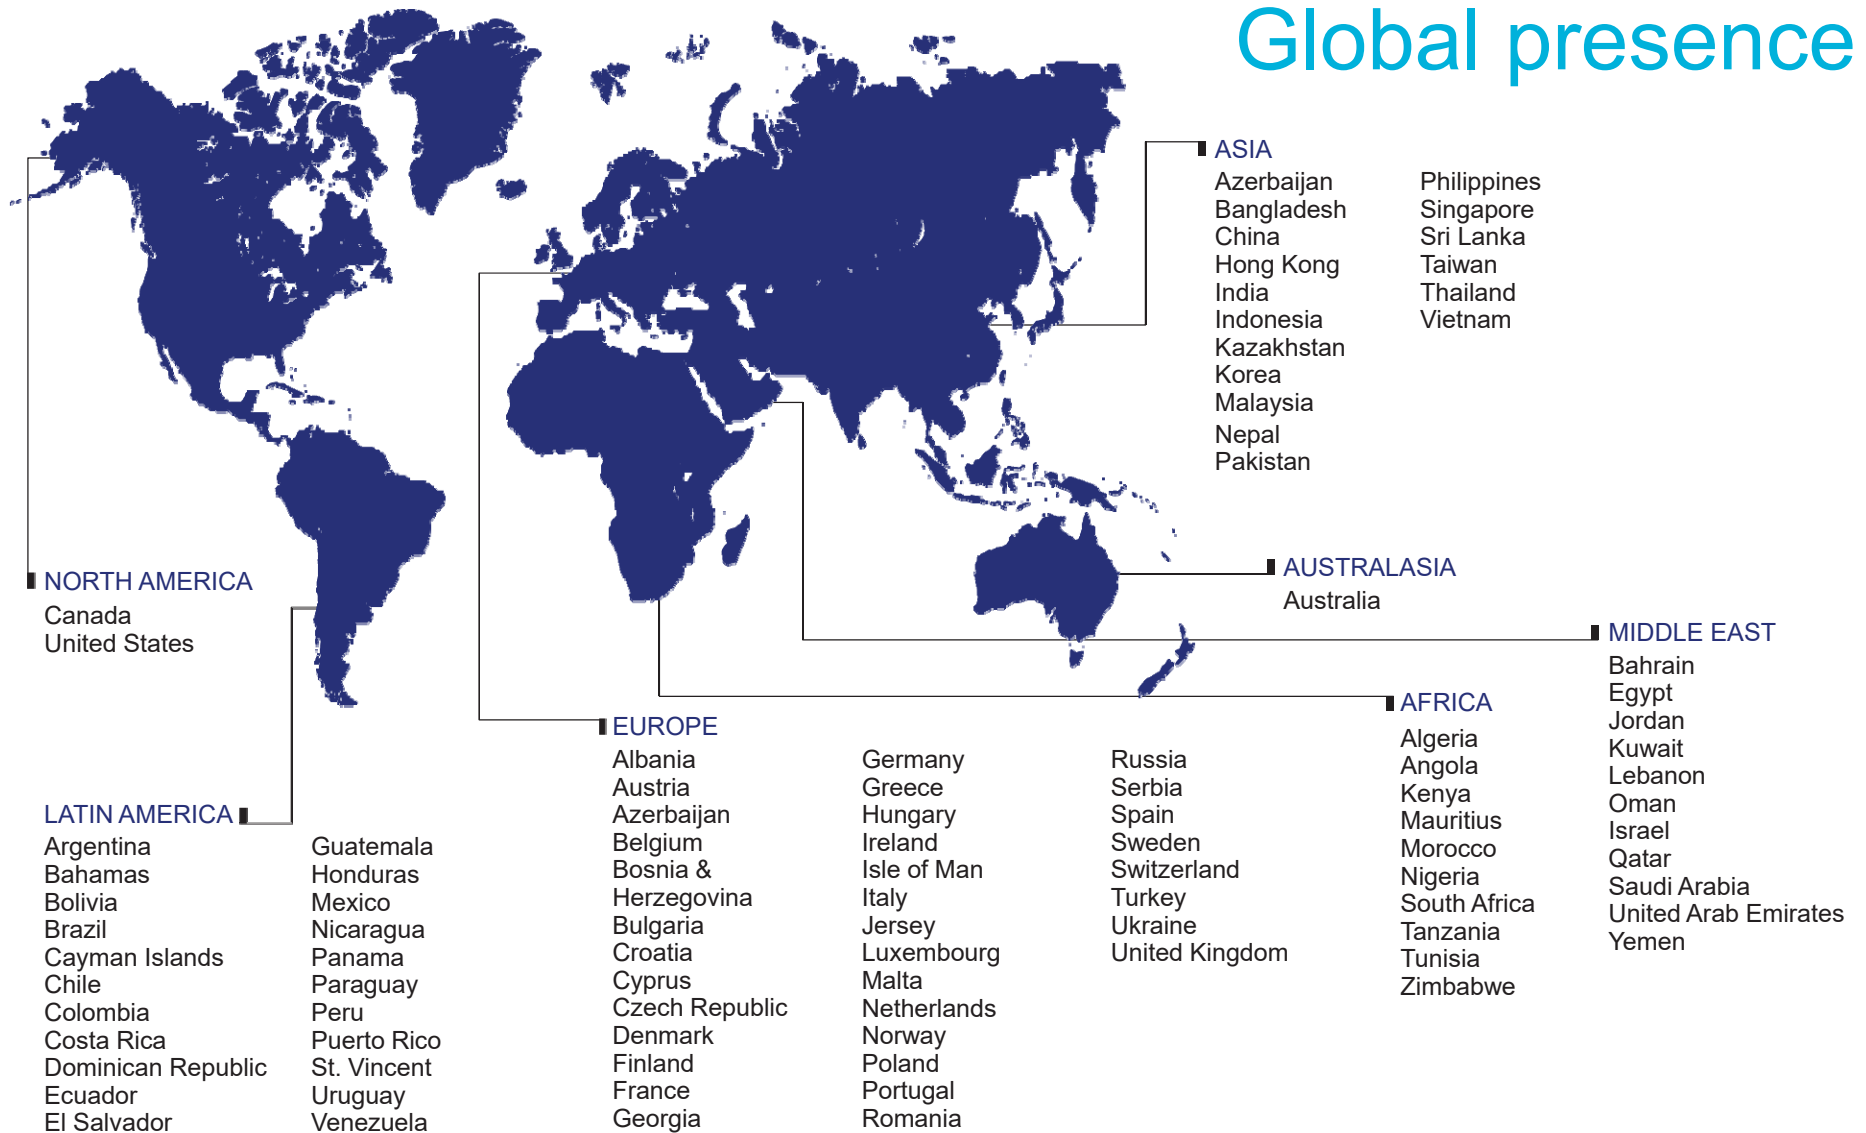 Global presence
ASIA
Azerbaijan
Bangladesh
China
Hong Kong
India
Indonesia
Kazakhstan
Korea
Malaysia
Nepal
Pakistan
Philippines
Singapore
Sri Lanka
Taiwan
Thailand
Vietnam
AUSTRALASIA
Australia
NORTH AMERICA
Canada
United States
MIDDLE EAST
Bahrain
Egypt
Jordan
Kuwait
Lebanon
Oman
Israel
Qatar
Saudi Arabia
United Arab Emirates
Yemen
AFRICA
Algeria
Angola
Kenya
Mauritius
Morocco
Nigeria
South Africa
Tanzania
Tunisia
Zimbabwe
EUROPE
Albania
Austria
Azerbaijan
Belgium
Bosnia &
Herzegovina
Bulgaria
Croatia
Cyprus
Czech Republic
Denmark
Finland
France
Georgia
Germany
Greece
Hungary
Ireland
Isle of Man
Italy
Jersey
Luxembourg
Malta
Netherlands
Norway
Poland
Portugal
Romania
Russia
Serbia
Spain
Sweden
Switzerland
Turkey
Ukraine
United Kingdom
LATIN AMERICA
Argentina
Bahamas
Bolivia
Brazil
Cayman Islands
Chile
Colombia
Costa Rica
Dominican Republic
Ecuador
El Salvador
Guatemala
Honduras
Mexico
Nicaragua
Panama
Paraguay
Peru
Puerto Rico
St. Vincent
Uruguay
Venezuela